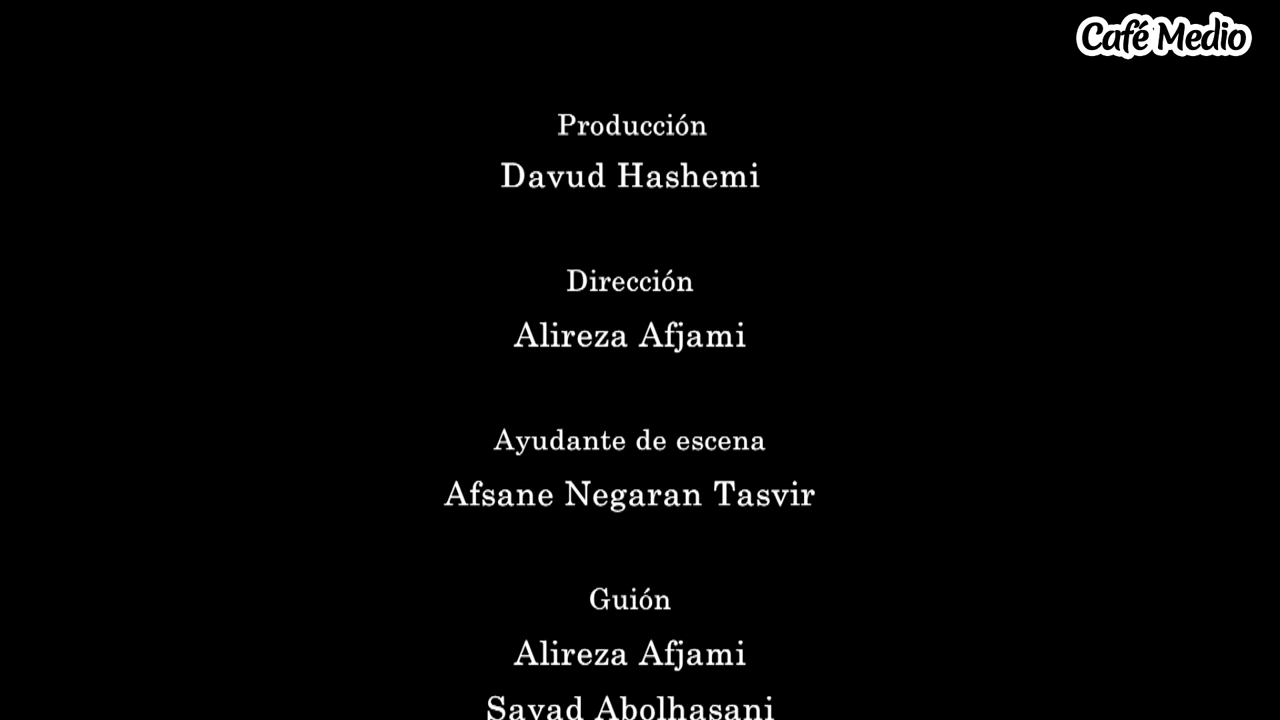 Café Medio
Producción
Davud Hashemi
Dirección
Alireza Afjami
Ayudante de escena
Afsane Negaran Tasvir
Guión
Alireza Afjami
Sayad Abolhasani